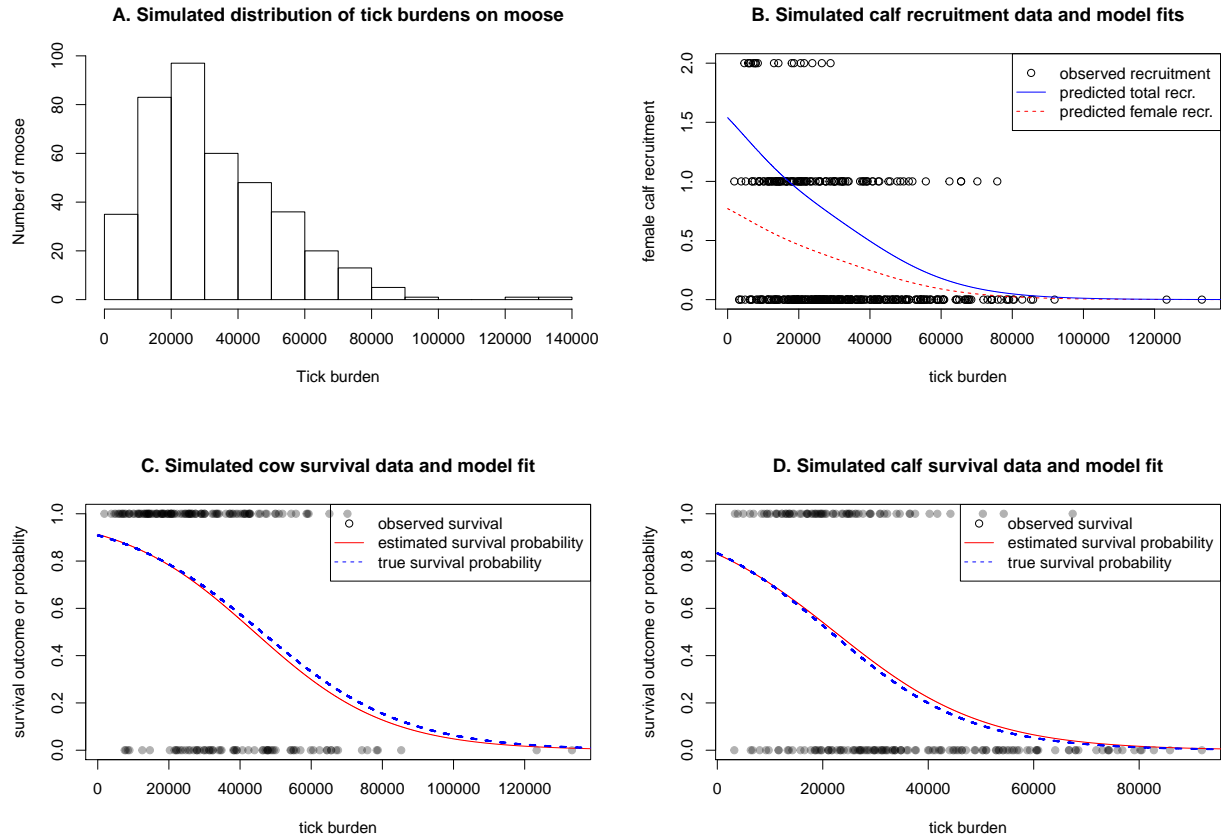 A. Simulated distribution of tick burdens on moose
Number of moose
100
80
60
40
20
0
0 20000 40000 60000 80000 100000 120000 140000
Tick burden
B. Simulated calf recruitment data and model fits
female calf recruitment
2.0
1.5
1.0
0.5
0.0
observed recruitment
predicted total recr.
predicted female recr.
0 20000 40000 60000 80000 100000 120000
tick burden
C. Simulated cow survival data and model fit
survival outcome or probablity
1.0
0.8
0.6
0.4
0.2
0.0
observed survival
estimated survival probability
true survival probability
0 20000 40000 60000 80000 100000 120000
tick burden
D. Simulated calf survival data and model fit
survival outcome or probablity
1.0
0.8
0.6
0.4
0.2
0.0
observed survival
estimated survival probability
true survival probability
0 20000 40000 60000 80000
tick burden